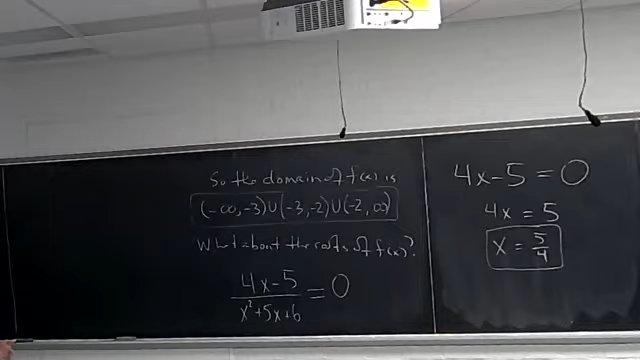 So the domain of f(x) is
(-∞, -3) ∪ (-3, -2) ∪ (-2, ∞)
What about the roots of f(x)?
4x-5 / x²+5x+6 = 0
4x-5 = 0
4x = 5
x = 5/4